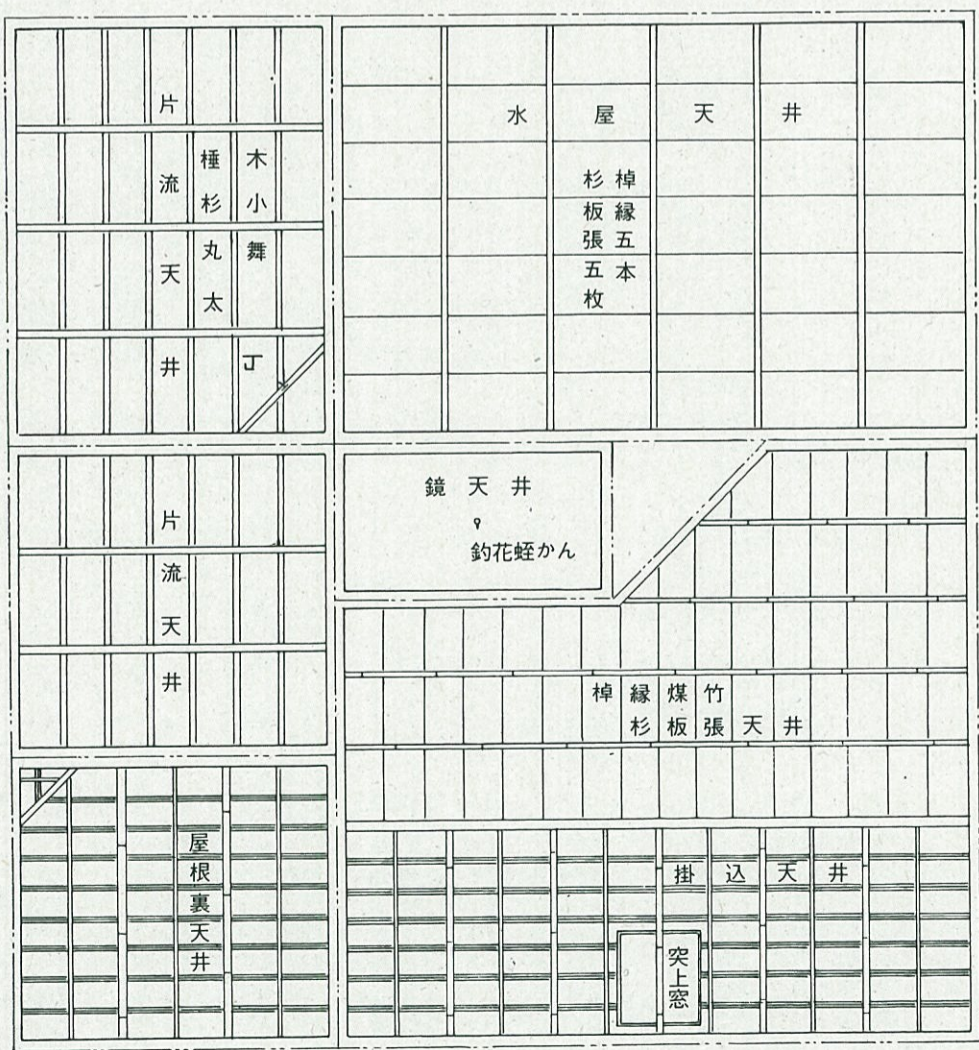 水屋天井
棹縁五本
杉板張五枚
片流天井
木小舞
棰杉丸太
鏡天井
釣花蛭かん
片流天井
棹縁煤竹
杉板張天井
屋根裏天井
掛込天井
突上窓